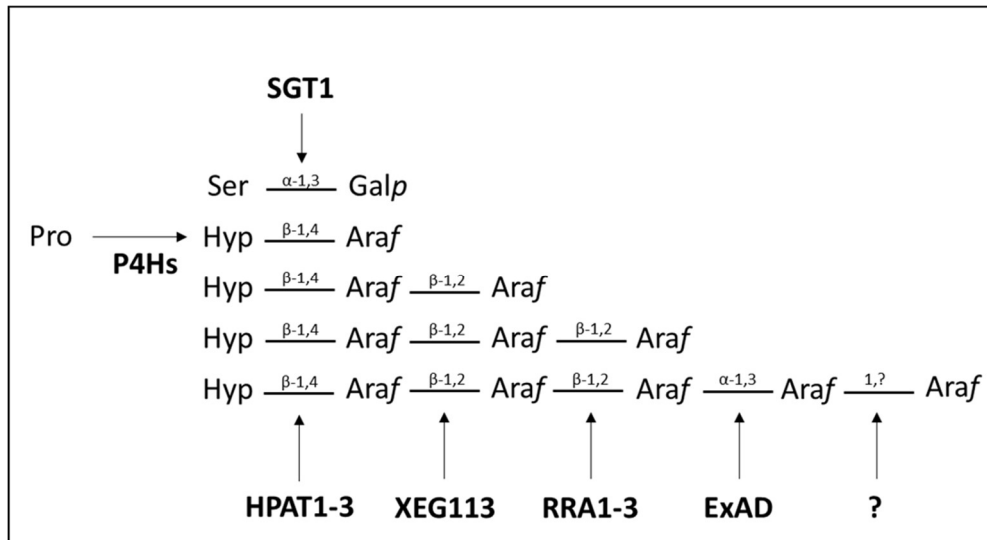 SGT1
Ser α-1,3 Galp
Pro P4Hs Hyp β-1,4 Araf
Hyp β-1,4 Araf β-1,2 Araf
Hyp β-1,4 Araf β-1,2 Araf β-1,2 Araf
Hyp β-1,4 Araf β-1,2 Araf β-1,2 Araf α-1,3 Araf 1,? Araf
HPAT1-3 XEG113 RRA1-3 ExAD ?